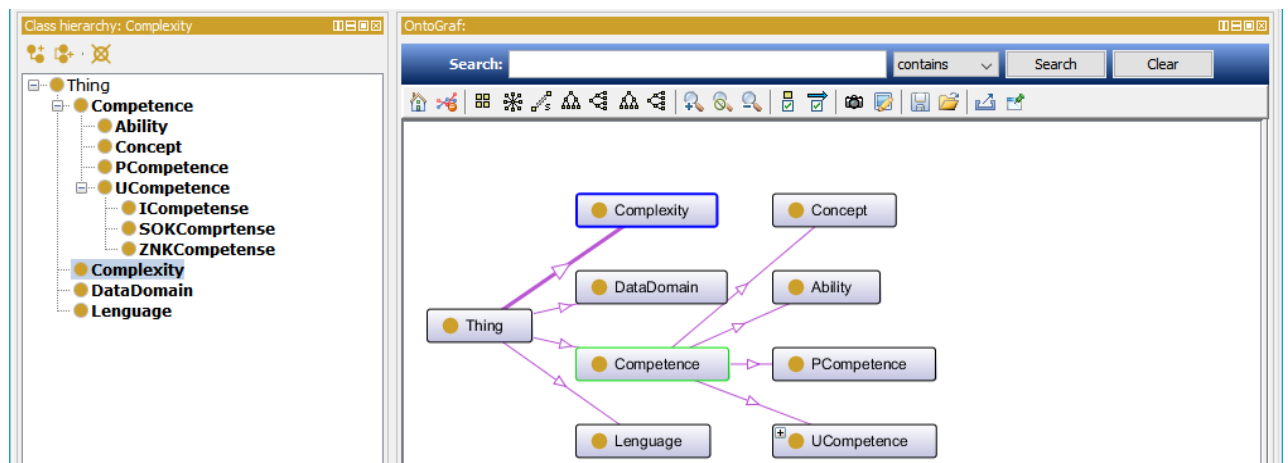 Class hierarchy: Complexity
Thing
Competence
Ability
Concept
PCompetence
UCompetence
ICompetense
SOKComprtense
ZNKCompetense
Complexity
DataDomain
Lenguage
OntoGraf:
Search: contains Search Clear
Complexity Concept
DataDomain Ability
Thing
Competence PCompetence
Lenguage UCompetence